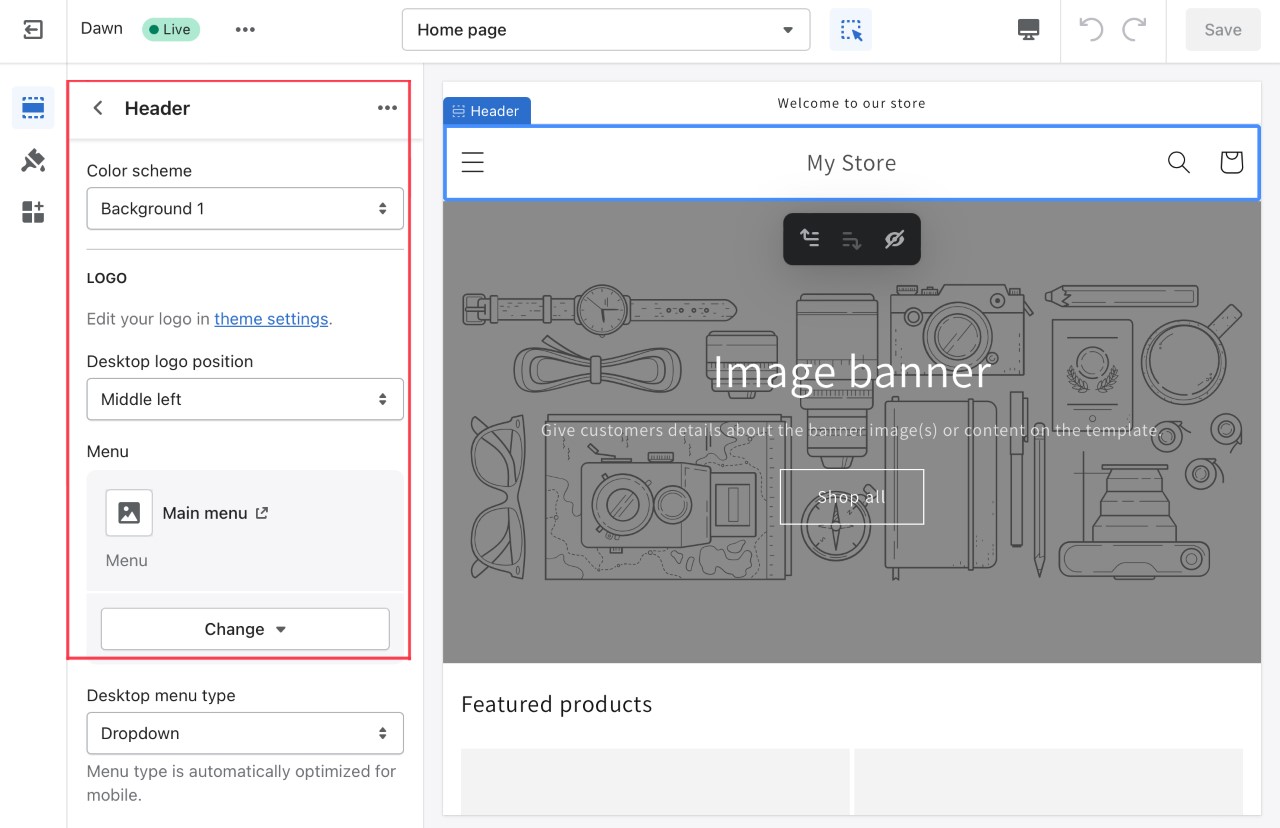 Dawn
Live
Home page
Save
Header
Color scheme
Background 1
LOGO
Edit your logo in theme settings.
Desktop logo position
Middle left
Menu
Main menu
Menu
Change
Desktop menu type
Dropdown
Menu type is automatically optimized for
mobile.
Welcome to our store
Header
My Store
Image banner
Give customers details about the banner image(s) or content on the template.
Shop all
Featured products